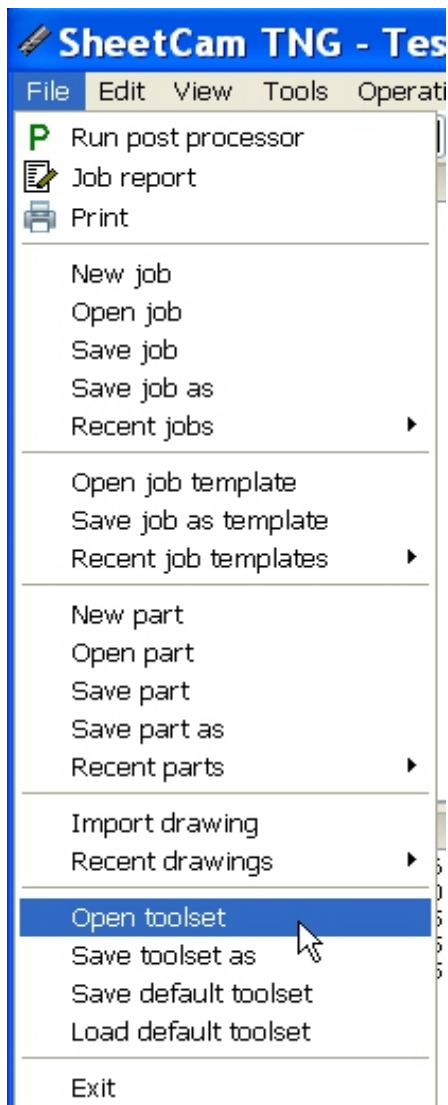 SheetCam TNG - Tes
File Edit View Tools Operati
P Run post processor
Job report
Print
New job
Open job
Save job
Save job as
Recent jobs
Open job template
Save job as template
Recent job templates
New part
Open part
Save part
Save part as
Recent parts
Import drawing
Recent drawings
Open toolset
Save toolset as
Save default toolset
Load default toolset
Exit